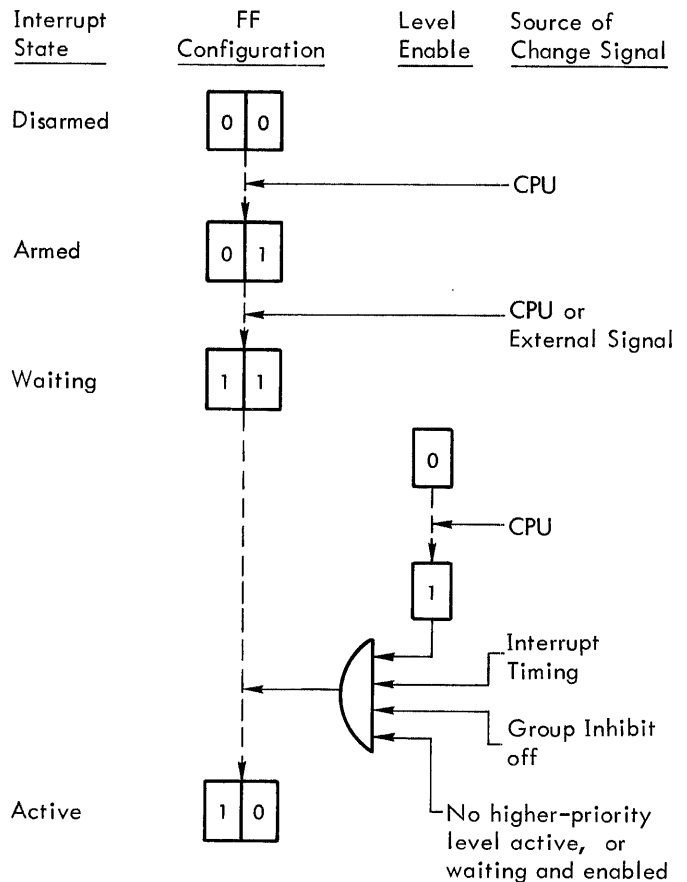 Interrupt State
FF Configuration
Level Enable
Source of Change Signal
Disarmed
0 0
CPU
Armed
0 1
CPU or
External Signal
Waiting
1 1
0
CPU
1
Interrupt
Timing
Group Inhibit
off
Active
1 0
No higher-priority
level active, or
waiting and enabled